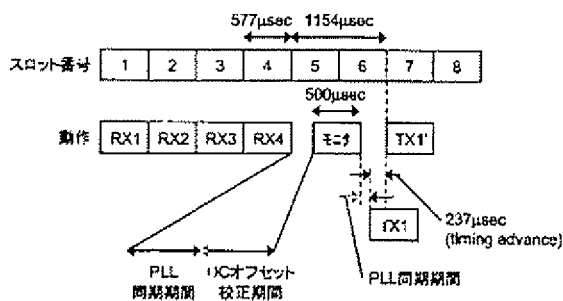 577μsec 1154μsec
スロット番号 1 2 3 4 5 6 7 8
500μsec
動作 RX1 RX2 RX3 RX4 モニタ TX1'
TX1
237μsec
(timing advance)
PLL
同期期間
DCオフセット
校正期間
PLL同期期間